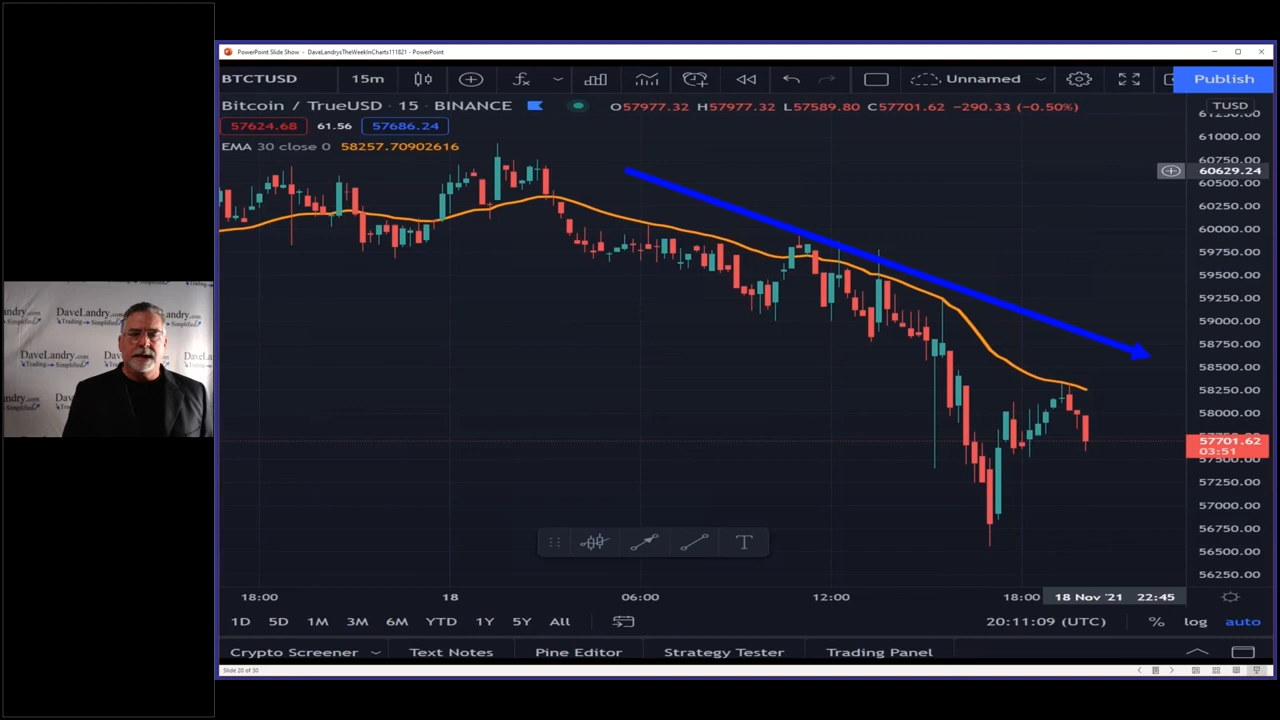 PowerPoint Slide Show - DaveLandrysTheWeekInCharts111821 - PowerPoint
BTCTUSD 15m Unnamed Publish
Bitcoin / TrueUSD · 15 · BINANCE O57977.32 H57977.32 L57589.80 C57701.62 −290.33 (−0.50%) TUSD
57624.68 61.56 57686.24
EMA 30 close 0 58257.70902616
61250.00
61000.00
60750.00
60629.24
60500.00
60250.00
60000.00
59750.00
59500.00
59250.00
59000.00
58750.00
58500.00
58250.00
58000.00
57701.62
03:51
57500.00
57250.00
57000.00
56750.00
56500.00
56250.00
T
18:00 18 06:00 12:00 18:00 18 Nov '21 22:45
1D 5D 1M 3M 6M YTD 1Y 5Y All 20:11:09 (UTC) % log auto
Crypto Screener Text Notes Pine Editor Strategy Tester Trading Panel
Slide 20 of 30
DaveLandry.com
Trading Simplified